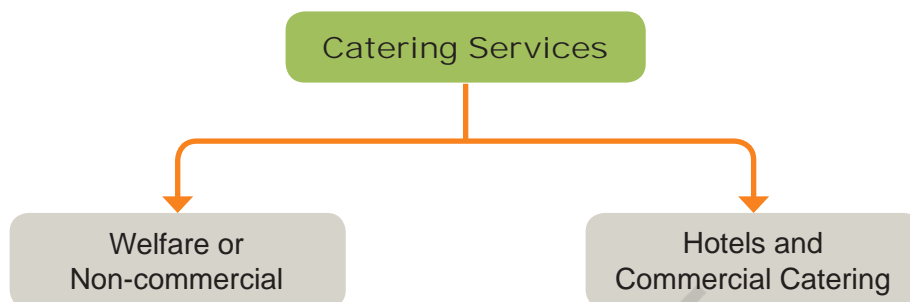 Catering Services
Welfare or
Non-commercial
Hotels and
Commercial Catering